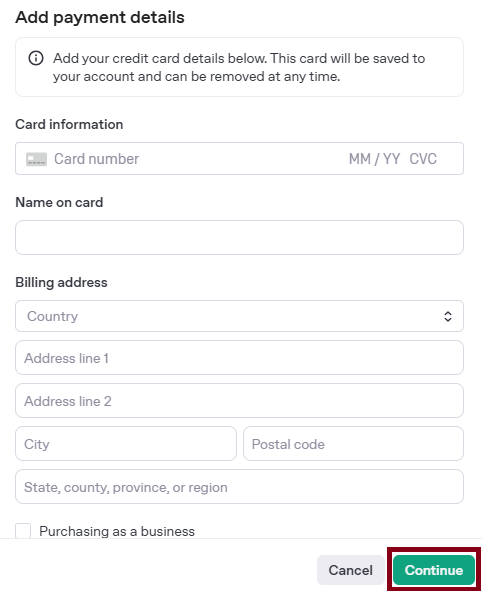 Add payment details
Add your credit card details below. This card will be saved to
your account and can be removed at any time.
Card information
Card number MM / YY CVC
Name on card
Billing address
Country
Address line 1
Address line 2
City Postal code
State, county, province, or region
Purchasing as a business
Cancel Continue